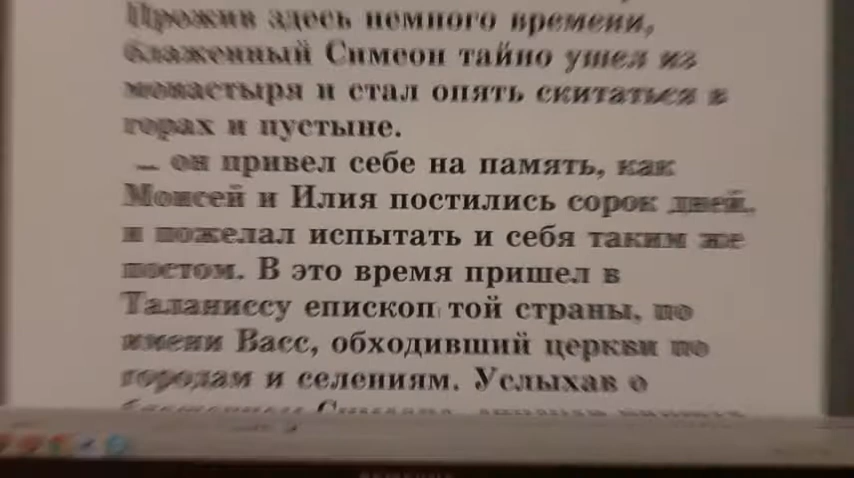 Прожив здесь немного времени,
блаженный Симеон тайно ушел из
монастыря и стал опять скитаться в
горах и пустыне.
... он привел себе на память, как
Моисей и Илия постились сорок дней,
и пожелал испытать и себя таким же
постом. В это время пришел в
Таланиссу епископ той страны, по
имени Васс, обходивший церкви по
городам и селениям. Услыхав о